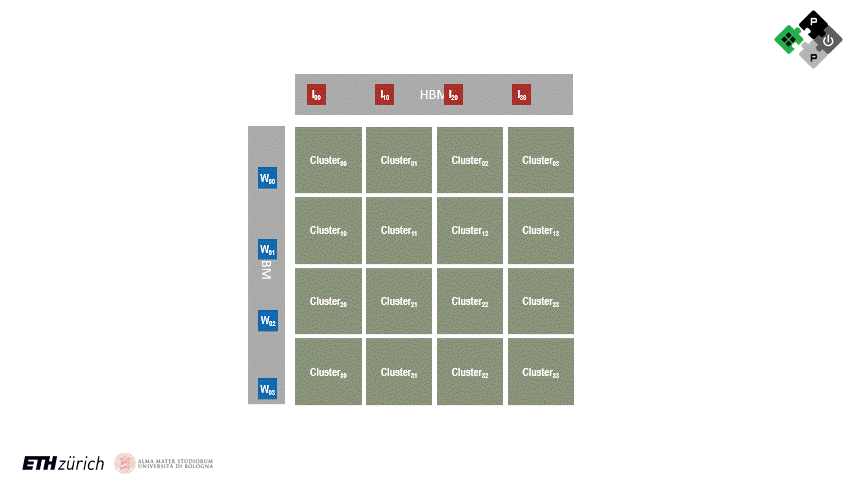 P
P
I00 I10 HBM I20 I30
Cluster00 Cluster01 Cluster02 Cluster03
W00
Cluster10 Cluster11 Cluster12 Cluster13
W01
BM
Cluster20 Cluster21 Cluster22 Cluster23
W02
Cluster30 Cluster31 Cluster32 Cluster33
W03
ETH zürich
ALMA MATER STUDIORUM
UNIVERSITÀ DI BOLOGNA